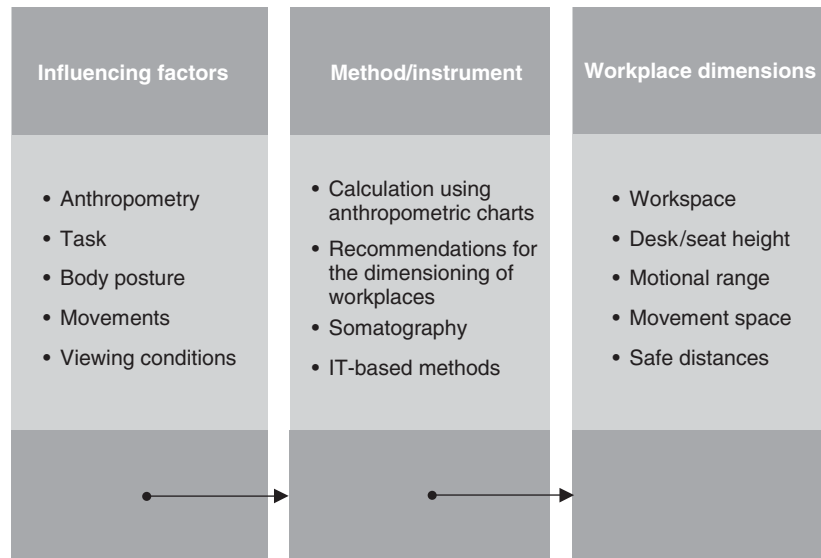 Influencing factors
• Anthropometry
• Task
• Body posture
• Movements
• Viewing conditions
Method/instrument
• Calculation using
anthropometric charts
• Recommendations for
the dimensioning of
workplaces
• Somatography
• IT-based methods
Workplace dimensions
• Workspace
• Desk/seat height
• Motional range
• Movement space
• Safe distances